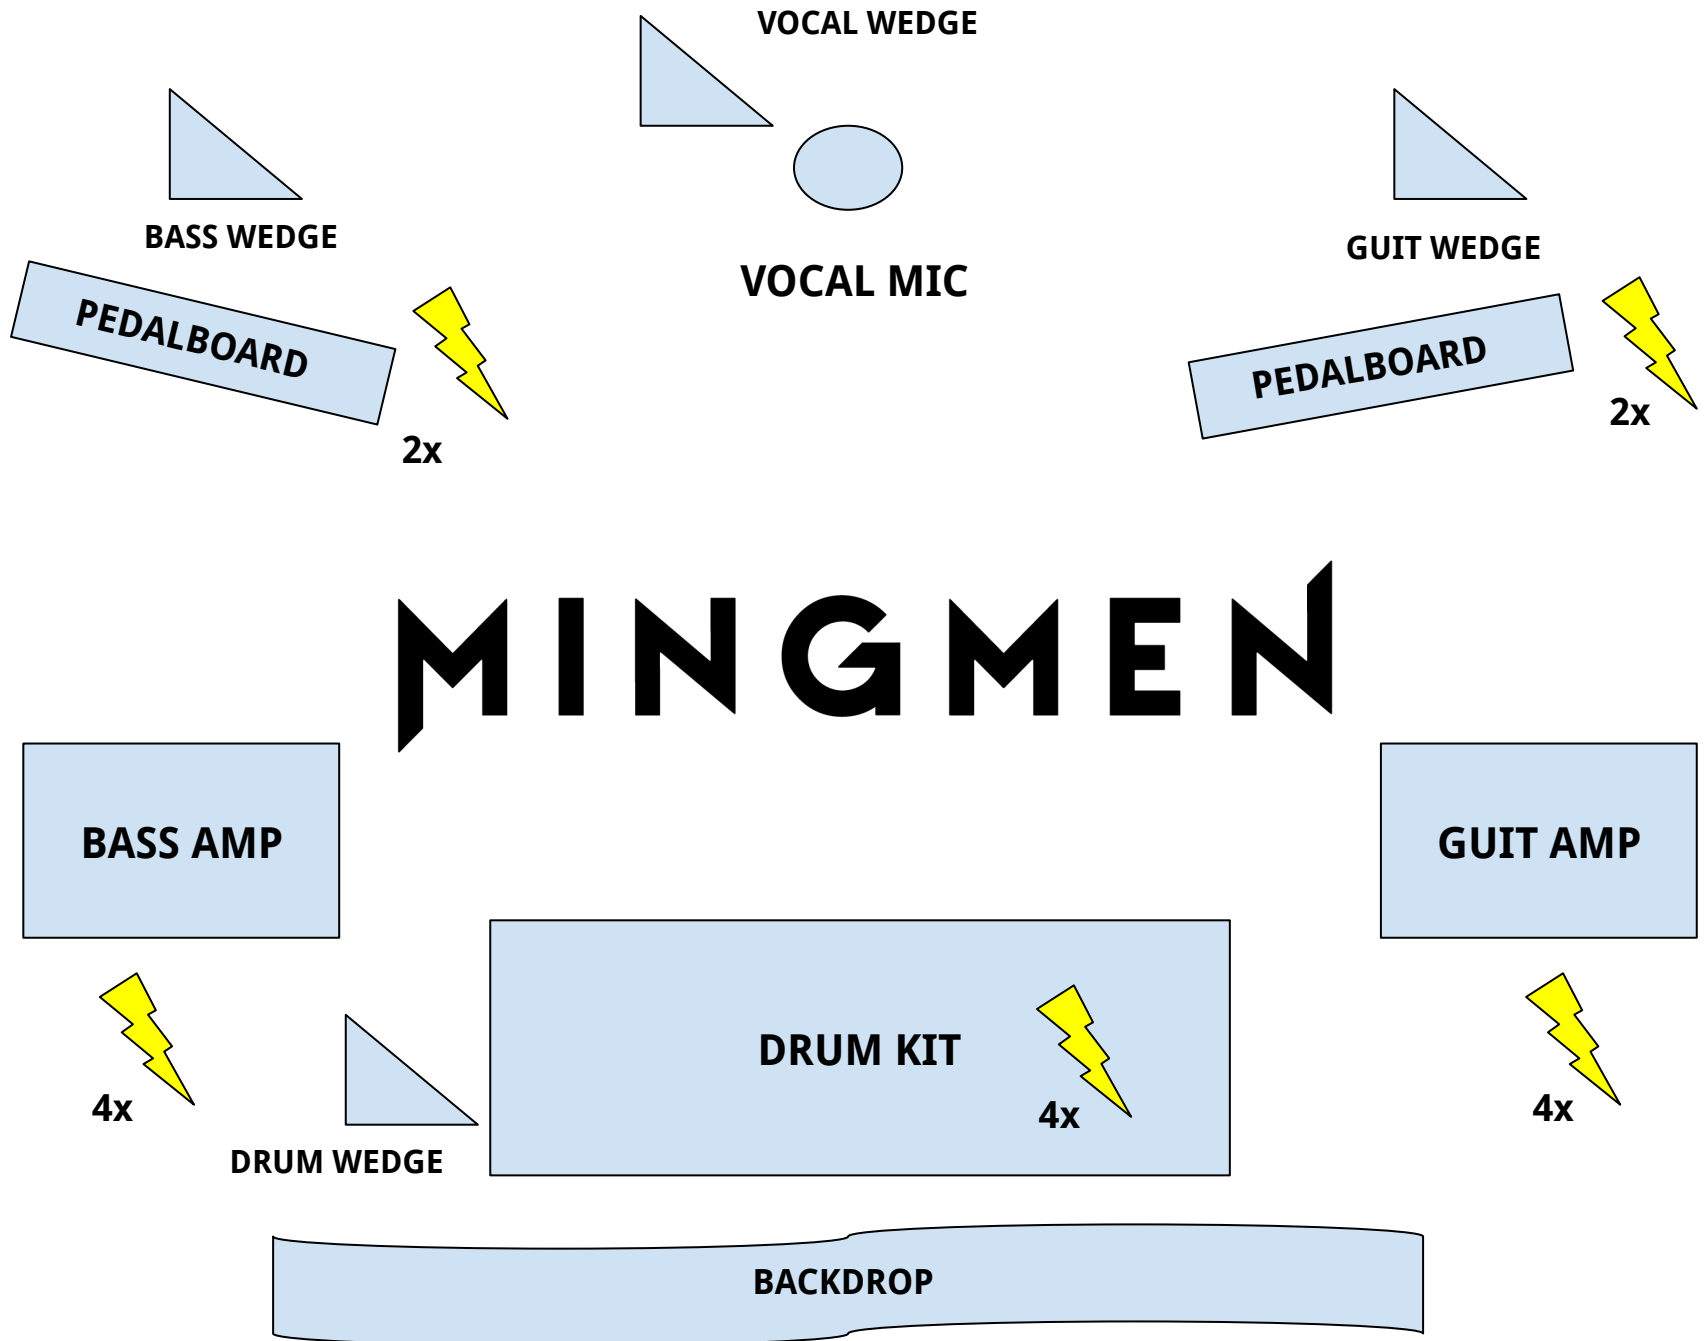 VOCAL WEDGE
BASS WEDGE
GUIT WEDGE
VOCAL MIC
PEDALBOARD
PEDALBOARD
2x
2x
MINGMEN
BASS AMP
GUIT AMP
DRUM KIT
4x
4x
4x
DRUM WEDGE
BACKDROP